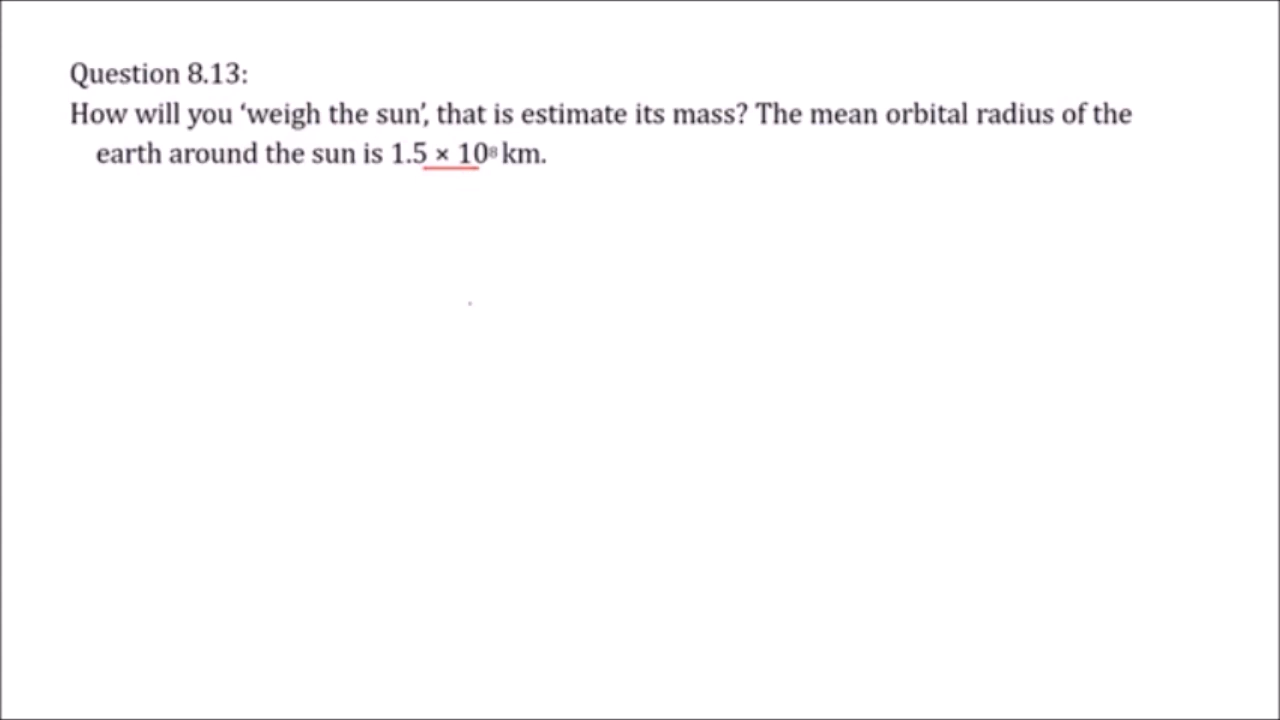 Question 8.13:
How will you ‘weigh the sun’, that is estimate its mass? The mean orbital radius of the
earth around the sun is 1.5 × 10⁸ km.